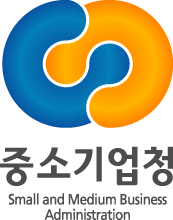 중소기업청
Small and Medium Business
Administration